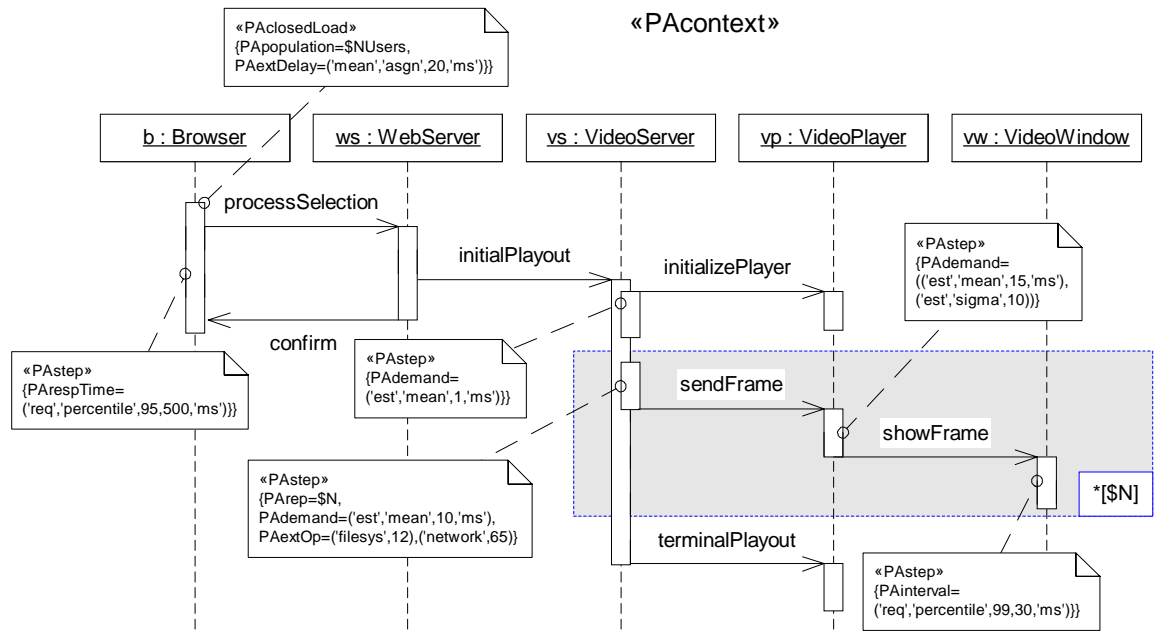 «PAcontext»
«PAclosedLoad»
{PApopulation=$NUsers,
PAextDelay=('mean','asgn',20,'ms')}}
b : Browser
ws : WebServer
vs : VideoServer
vp : VideoPlayer
vw : VideoWindow
processSelection
initialPlayout
initializePlayer
«PAstep»
{PAdemand=
(('est','mean',15,'ms'),
('est','sigma',10))}
confirm
«PAstep»
{PArespTime=
('req','percentile',95,500,'ms')}}
«PAstep»
{PAdemand=
('est','mean',1,'ms')}}
sendFrame
showFrame
«PAstep»
{PArep=$N,
PAdemand=('est','mean',10,'ms'),
PAextOp=('filesys',12),('network',65)}
*[$N]
terminalPlayout
«PAstep»
{PAinterval=
('req','percentile',99,30,'ms')}}